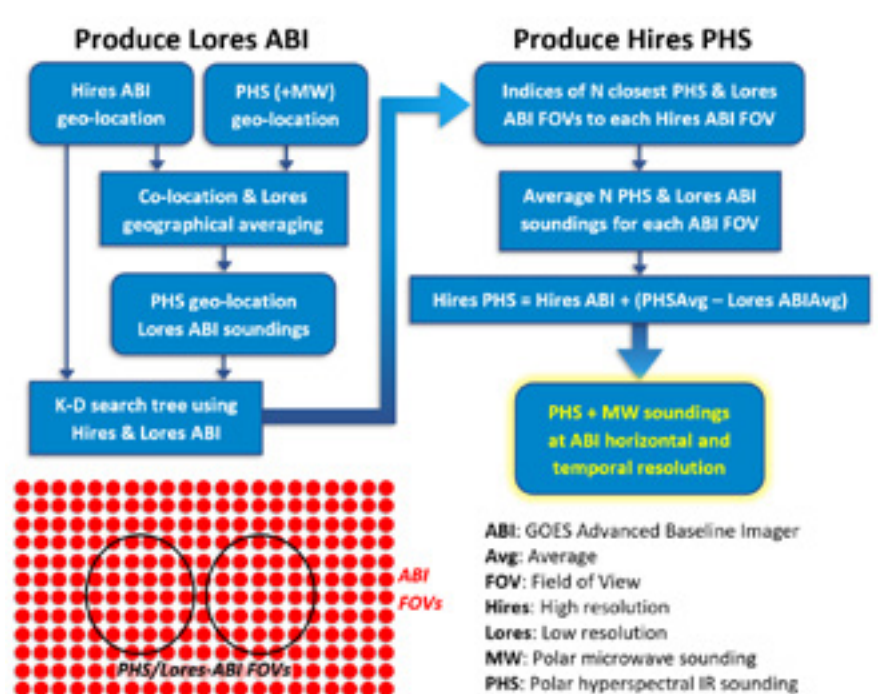 Produce Lores ABI
Hires ABI
geo-location
PHS (+MW)
geo-location
Co-location & Lores
geographical averaging
PHS geo-location
Lores ABI soundings
K-D search tree using
Hires & Lores ABI
ABI
FOVs
PHS/Lores-ABI FOVs
Produce Hires PHS
Indices of N closest PHS & Lores
ABI FOVs to each Hires ABI FOV
Average N PHS & Lores ABI
soundings for each ABI FOV
Hires PHS = Hires ABI + (PHSAvg – Lores ABIAvg)
PHS + MW soundings
at ABI horizontal and
temporal resolution
ABI: GOES Advanced Baseline Imager
Avg: Average
FOV: Field of View
Hires: High resolution
Lores: Low resolution
MW: Polar microwave sounding
PHS: Polar hyperspectral IR sounding